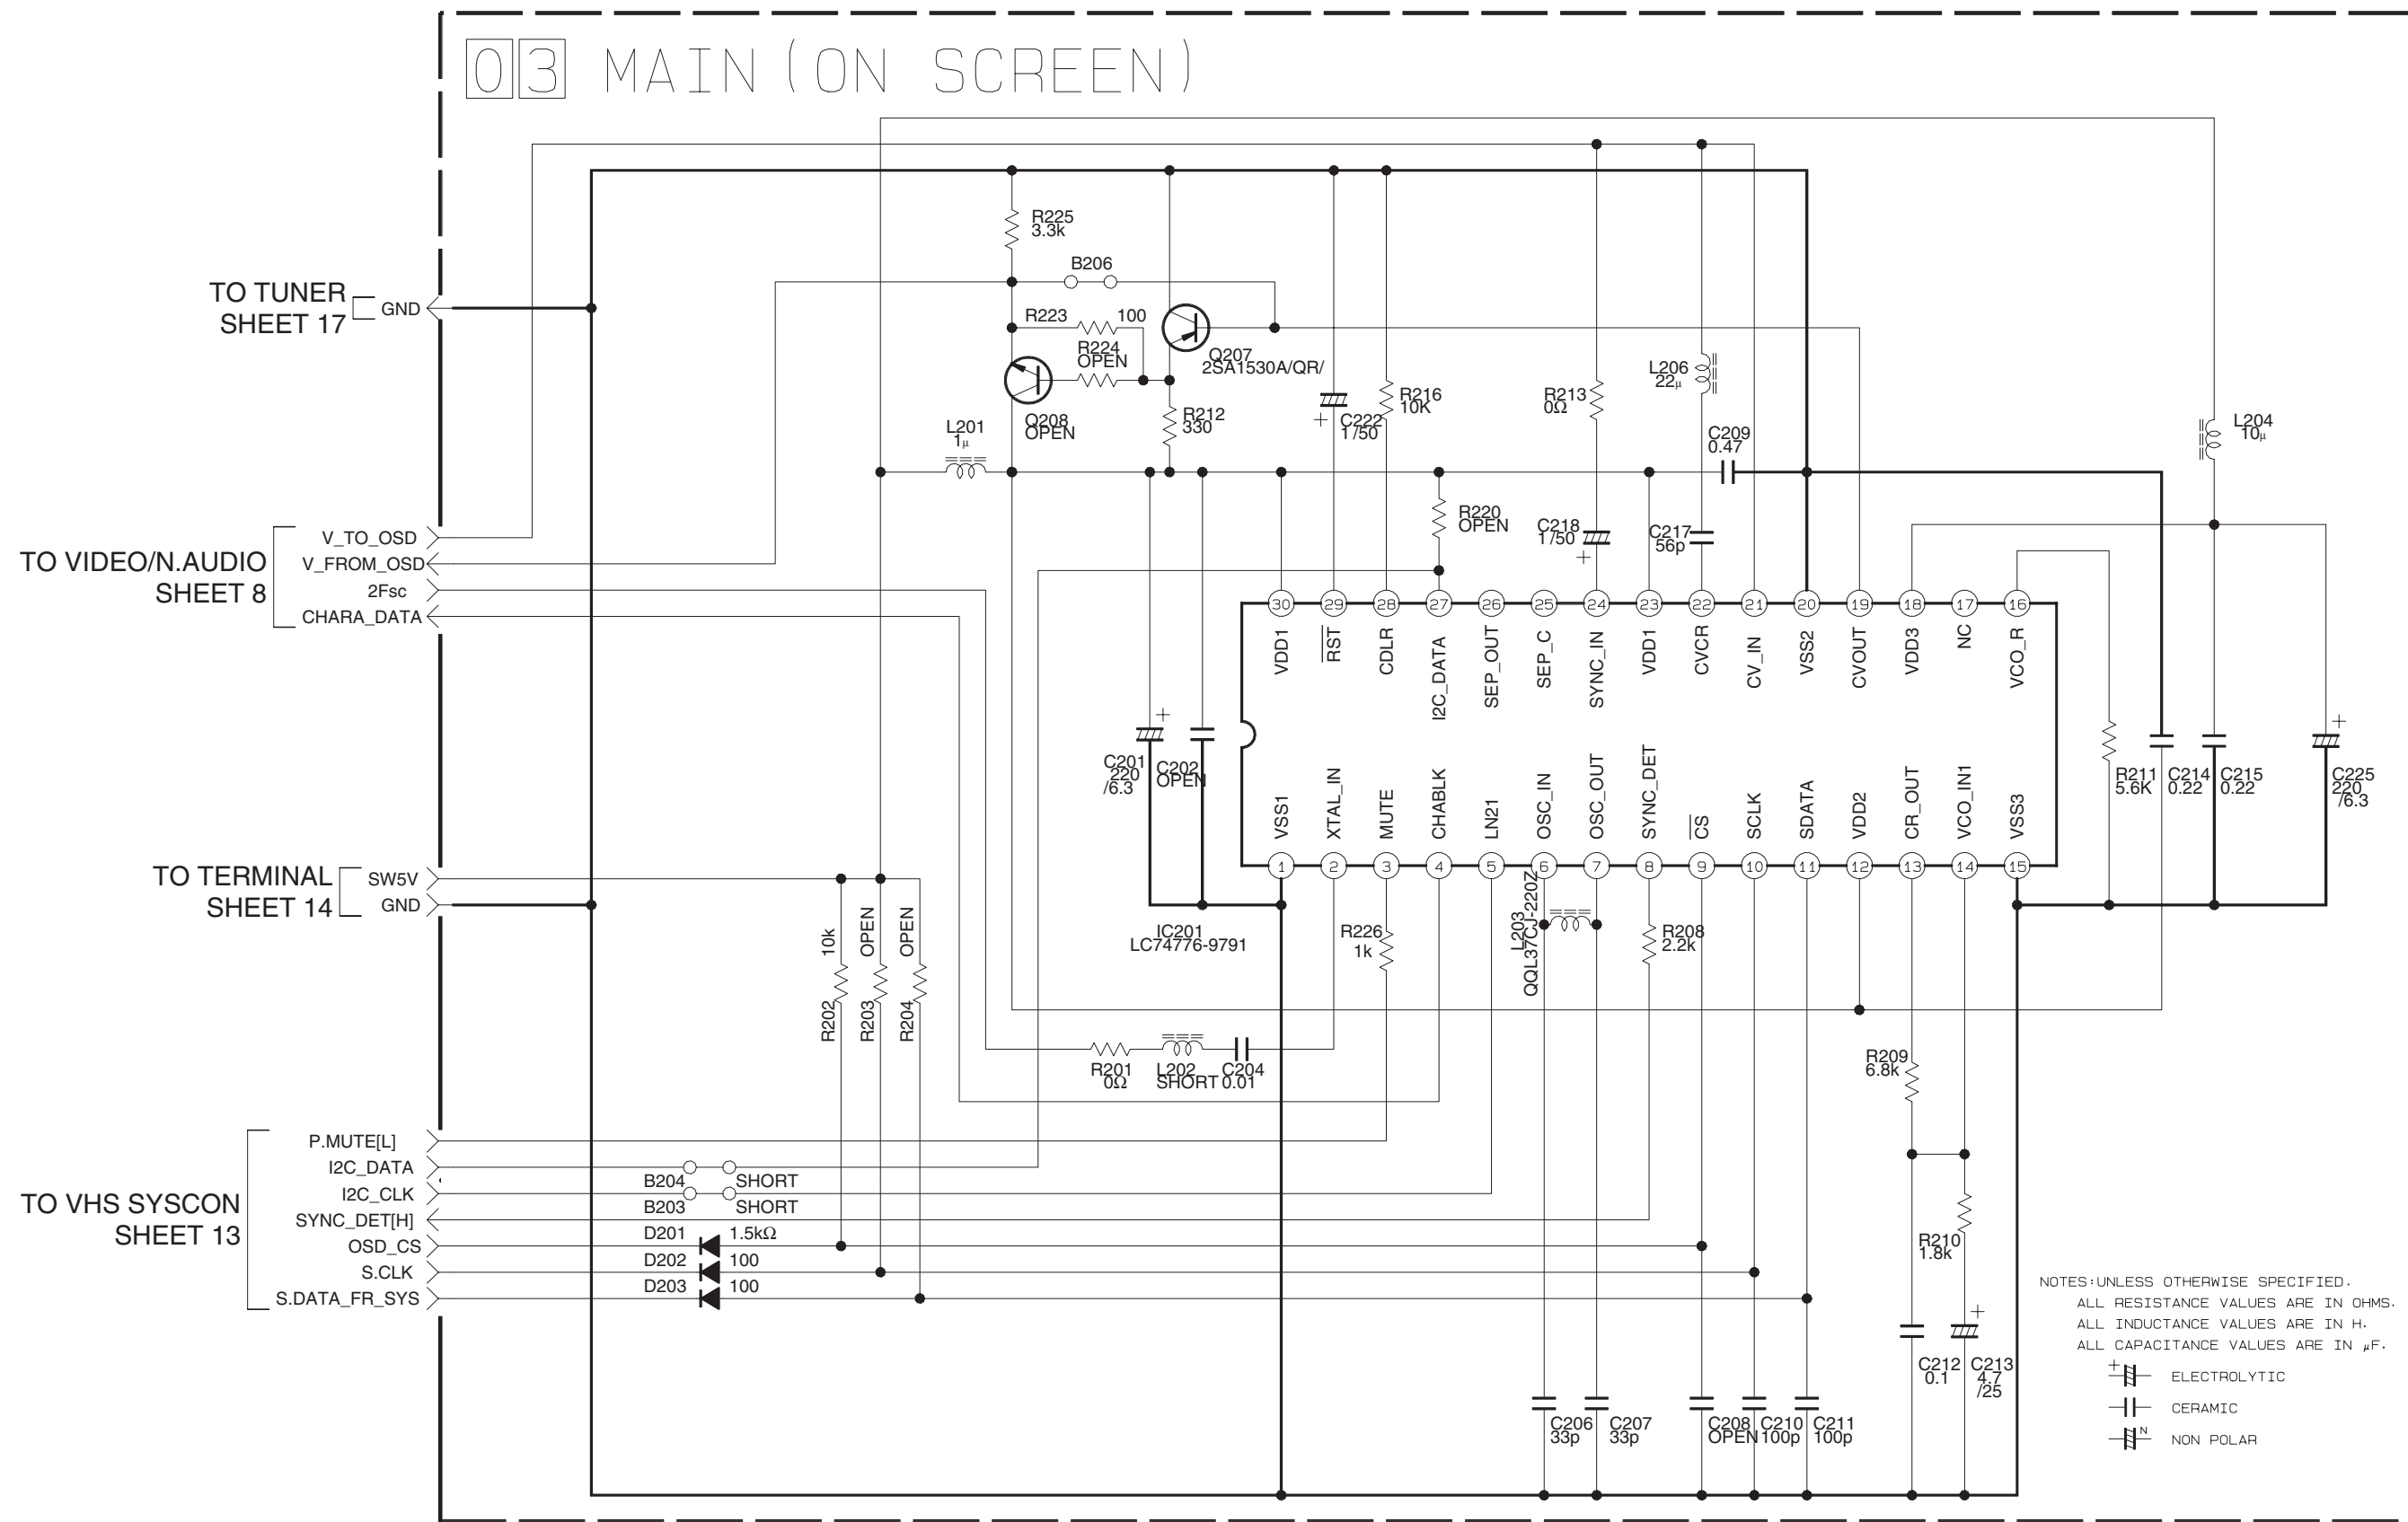 03 MAIN(ON SCREEN)
R225
3.3k
B206
TO TUNER
SHEET 17
GND
R223
100
R224
OPEN
Q207
2SA1530A/QR/
Q208
OPEN
R212
330
L201
1μ
C222
1/50
R216
10K
R213
0Ω
L206
22μ
C209
0.47
L204
10μ
R220
OPEN
C218
1/50
C217
56p
TO VIDEO/N.AUDIO
SHEET 8
V_TO_OSD
V_FROM_OSD
2Fsc
CHARA_DATA
30 29 28 27 26 25 24 23 22 21 20 19 18 17 16
VDD1
RST
CDLR
I2C_DATA
SEP_OUT
SEP_C
SYNC_IN
VDD1
CVCR
CV_IN
VSS2
CVOUT
VDD3
NC
VCO_R
C201
220
/6.3
C202
OPEN
R211
5.6K
C214
0.22
C215
0.22
C225
220
/6.3
VSS1
XTAL_IN
MUTE
CHABLK
LN21
OSC_IN
OSC_OUT
SYNC_DET
CS
SCLK
SDATA
VDD2
CR_OUT
VCO_IN1
VSS3
1 2 3 4 5 6 7 8 9 10 11 12 13 14 15
TO TERMINAL
SHEET 14
SW5V
GND
IC201
LC74776-9791
R226
1k
L203
QQL37CJ-220Z
R208
2.2k
10k
OPEN
OPEN
R202
R203
R204
R201
0Ω
L202
SHORT
C204
0.01
R209
6.8k
TO VHS SYSCON
SHEET 13
P.MUTE[L]
I2C_DATA
I2C_CLK
SYNC_DET[H]
OSD_CS
S.CLK
S.DATA_FR_SYS
B204
SHORT
B203
SHORT
D201
1.5kΩ
D202
100
D203
100
R210
1.8k
C212
0.1
C213
4.7
/25
C206
33p
C207
33p
C208
OPEN
C210
100p
C211
100p
NOTES:UNLESS OTHERWISE SPECIFIED.
ALL RESISTANCE VALUES ARE IN OHMS.
ALL INDUCTANCE VALUES ARE IN H.
ALL CAPACITANCE VALUES ARE IN μF.
+
ELECTROLYTIC
CERAMIC
N
NON POLAR